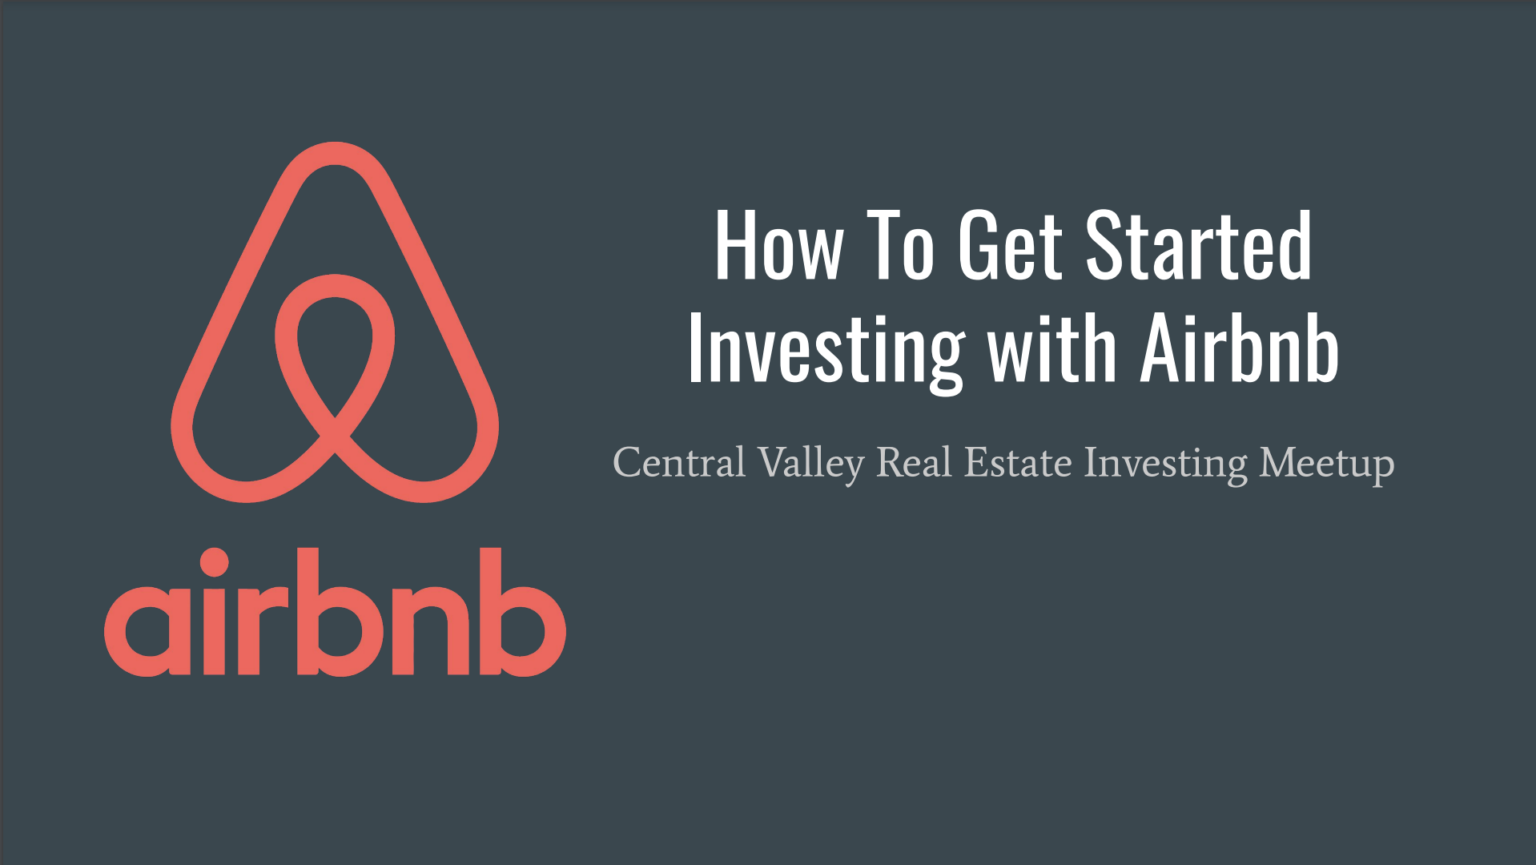 How To Get Started
Investing with Airbnb
Central Valley Real Estate Investing Meetup
airbnb